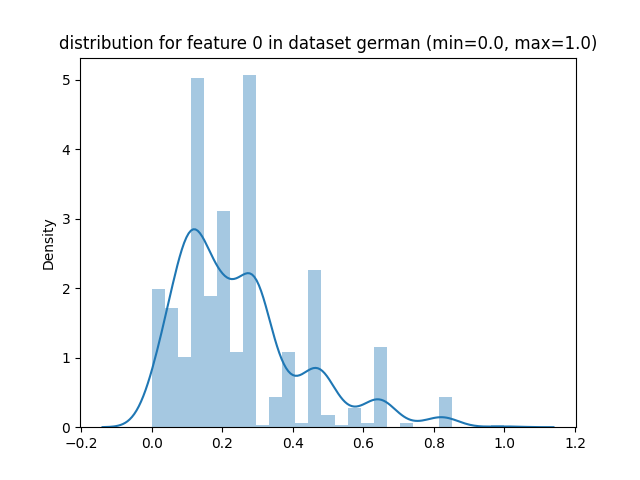 distribution for feature 0 in dataset german (min=0.0, max=1.0)
Density
5
4
3
2
1
0
−0.2 0.0 0.2 0.4 0.6 0.8 1.0 1.2